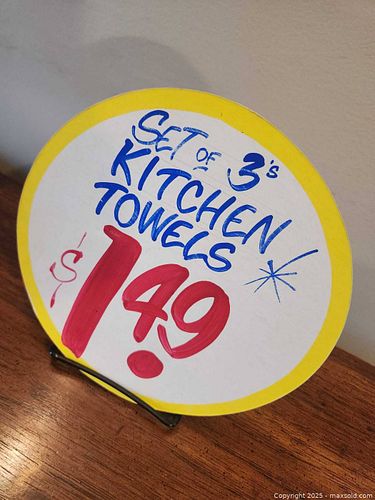 SET OF 3's
KITCHEN
TOWELS
$1.49
Copyright 2025 - maxsold.com